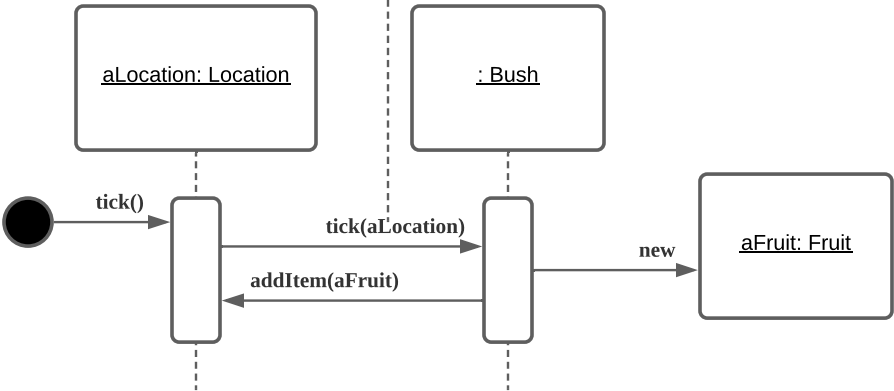 aLocation: Location
: Bush
tick()
tick(aLocation)
aFruit: Fruit
new
addItem(aFruit)